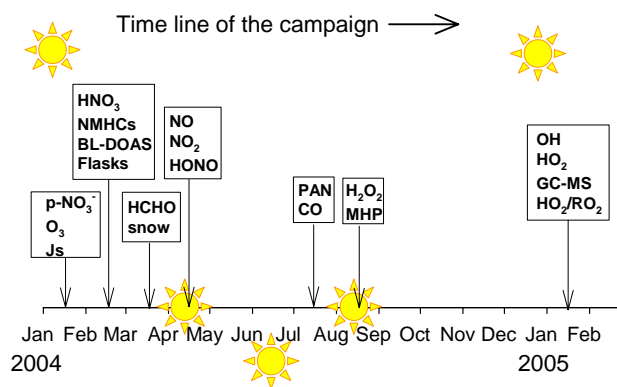 Time line of the campaign
HNO₃
NMHCs
BL-DOAS
Flasks
NO
NO₂
HONO
p-NO₃⁻
O₃
Js
HCHO
snow
PAN
CO
H₂O₂
MHP
OH
HO₂
GC-MS
HO₂/RO₂
Jan Feb Mar Apr May Jun Jul Aug Sep Oct Nov Dec Jan Feb
2004 2005